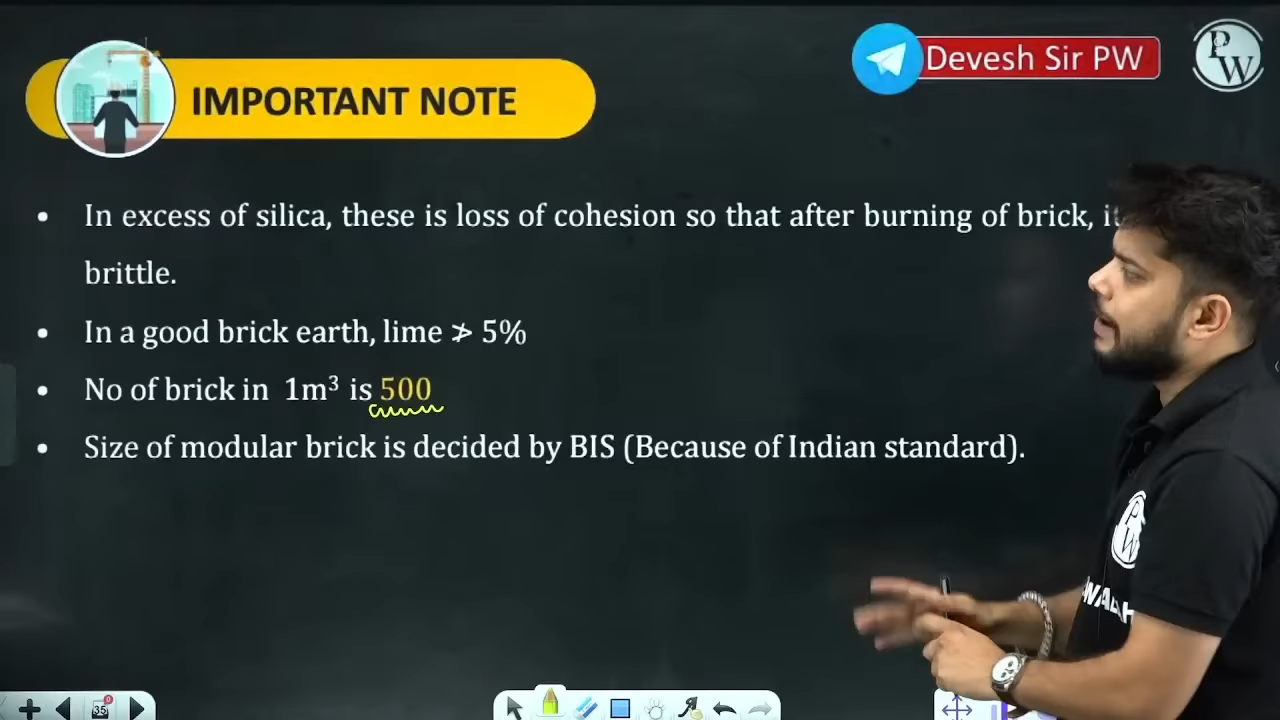 Devesh Sir PW
PW
IMPORTANT NOTE
• In excess of silica, these is loss of cohesion so that after burning of brick, it
brittle.
• In a good brick earth, lime ≯ 5%
• No of brick in 1m³ is 500
• Size of modular brick is decided by BIS (Because of Indian standard).
PW
35